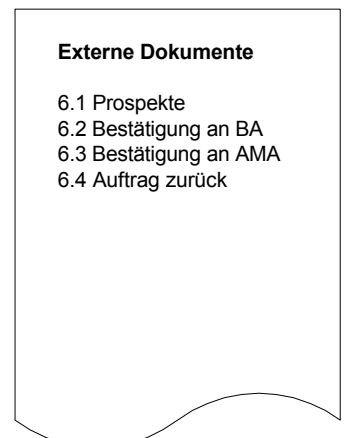 Externe Dokumente
6.1 Prospekte
6.2 Bestätigung an BA
6.3 Bestätigung an AMA
6.4 Auftrag zurück